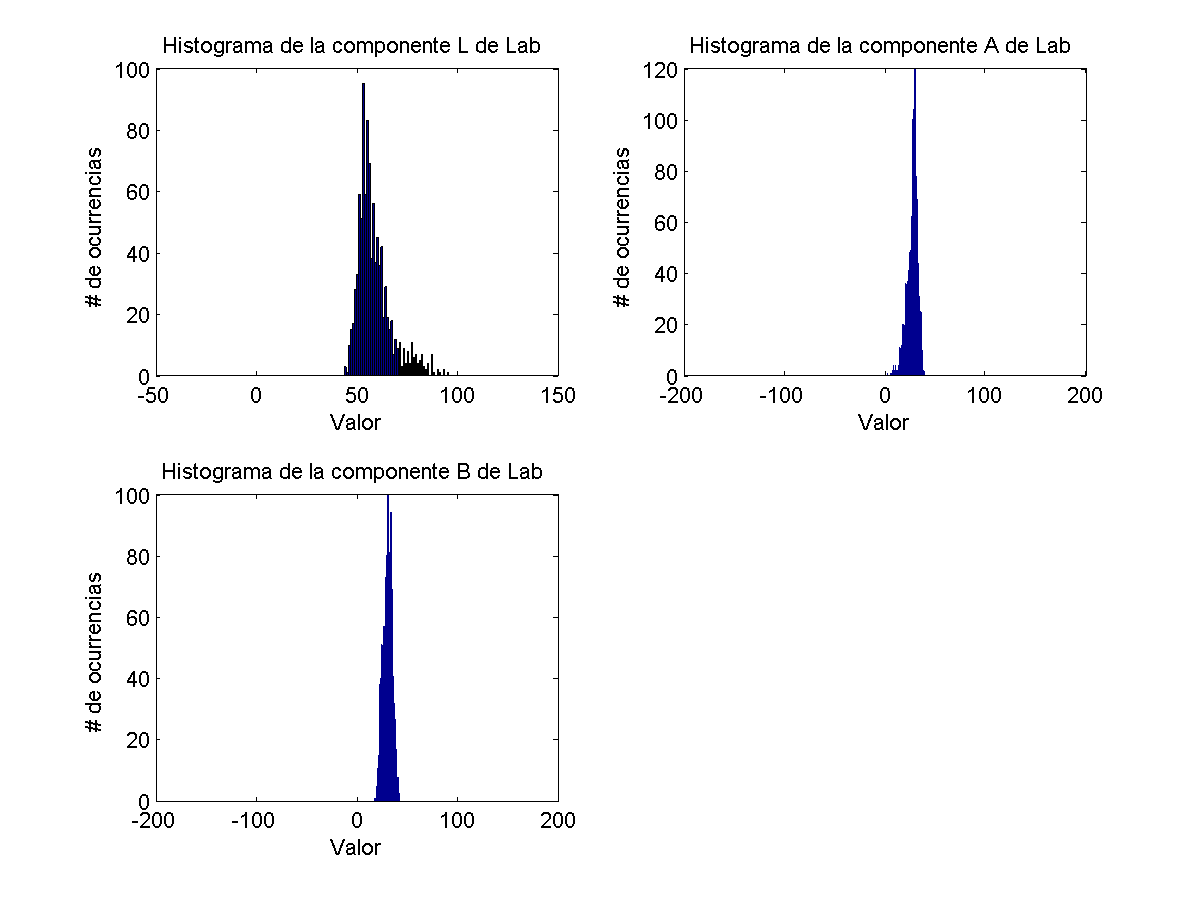 Histograma de la componente L de Lab
100
80
60
40
20
0
-50 0 50 100 150
# de ocurrencias
Valor
Histograma de la componente A de Lab
120
100
80
60
40
20
0
-200 -100 0 100 200
# de ocurrencias
Valor
Histograma de la componente B de Lab
100
80
60
40
20
0
-200 -100 0 100 200
# de ocurrencias
Valor